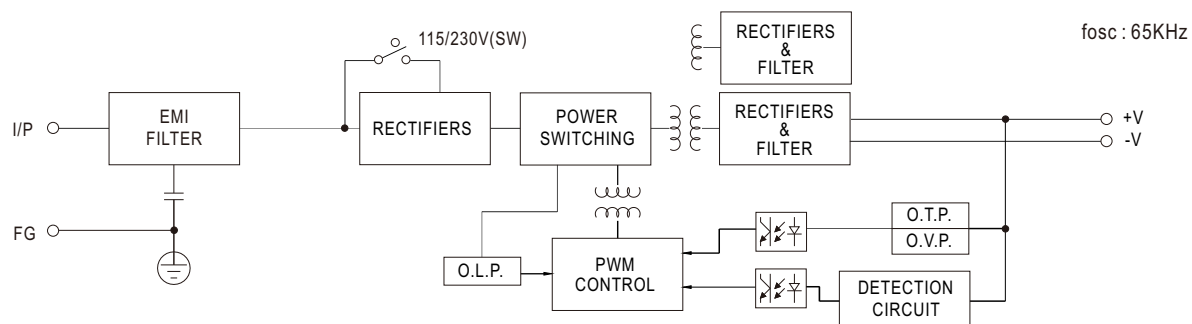 115/230V(SW)
RECTIFIERS
&
FILTER
fosc : 65KHz
I/P
EMI
FILTER
RECTIFIERS
POWER
SWITCHING
RECTIFIERS
&
FILTER
+V
-V
FG
O.L.P.
PWM
CONTROL
O.T.P.
O.V.P.
DETECTION
CIRCUIT